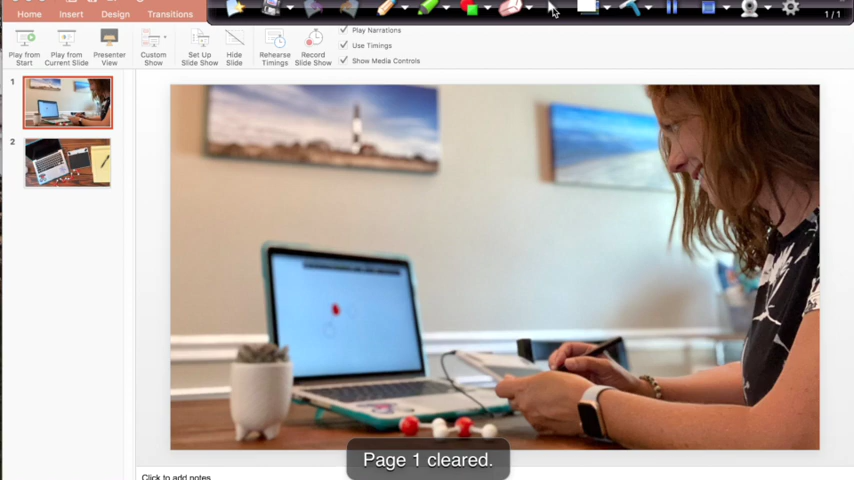 Home Insert Design Transitions
1 / 1
Play from Start
Play from Current Slide
Presenter View
Custom Show
Set Up Slide Show
Hide Slide
Rehearse Timings
Record Slide Show
Play Narrations
Use Timings
Show Media Controls
1
2
Page 1 cleared.
Click to add notes